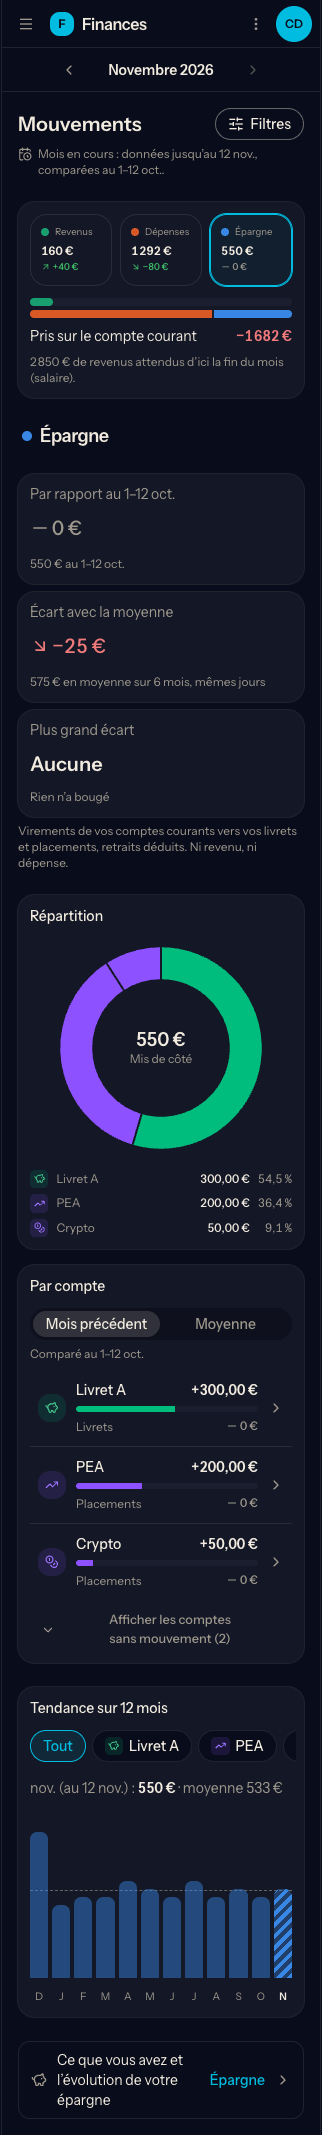 F Finances CD
Novembre 2026
Mouvements Filtres
Mois en cours : données jusqu'au 12 nov.,
comparées au 1–12 oct..
Revenus Dépenses Épargne
160 € 1 292 € 550 €
↗ +40 € ↘ −80 € — 0 €
Pris sur le compte courant −1 682 €
2 850 € de revenus attendus d'ici la fin du mois
(salaire).
Épargne
Par rapport au 1–12 oct.
— 0 €
550 € au 1–12 oct.
Écart avec la moyenne
↘ −25 €
575 € en moyenne sur 6 mois, mêmes jours
Plus grand écart
Aucune
Rien n'a bougé
Virements de vos comptes courants vers vos livrets
et placements, retraits déduits. Ni revenu, ni
dépense.
Répartition
550 €
Mis de côté
Livret A 300,00 € 54,5 %
PEA 200,00 € 36,4 %
Crypto 50,00 € 9,1 %
Par compte
Mois précédent Moyenne
Comparé au 1–12 oct.
Livret A +300,00 €
Livrets — 0 €
PEA +200,00 €
Placements — 0 €
Crypto +50,00 €
Placements — 0 €
Afficher les comptes
sans mouvement (2)
Tendance sur 12 mois
Tout Livret A PEA
nov. (au 12 nov.) : 550 € · moyenne 533 €
D J F M A M J J A S O N
Ce que vous avez et
l'évolution de votre
épargne
Épargne